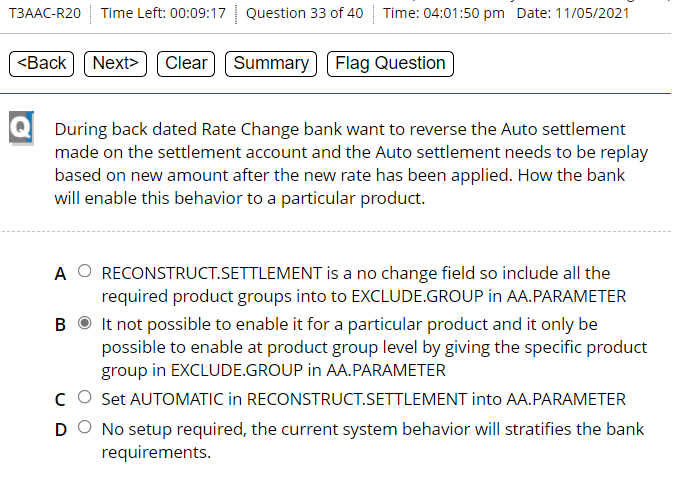 T3AAC-R20 Time Left: 00:09:17 Question 33 of 40 Time: 04:01:50 pm Date: 11/05/2021
<Back Next> Clear Summary Flag Question
Q During back dated Rate Change bank want to reverse the Auto settlement
made on the settlement account and the Auto settlement needs to be replay
based on new amount after the new rate has been applied. How the bank
will enable this behavior to a particular product.
A RECONSTRUCT.SETTLEMENT is a no change field so include all the
required product groups into to EXCLUDE.GROUP in AA.PARAMETER
B It not possible to enable it for a particular product and it only be
possible to enable at product group level by giving the specific product
group in EXCLUDE.GROUP in AA.PARAMETER
C Set AUTOMATIC in RECONSTRUCT.SETTLEMENT into AA.PARAMETER
D No setup required, the current system behavior will stratifies the bank
requirements.